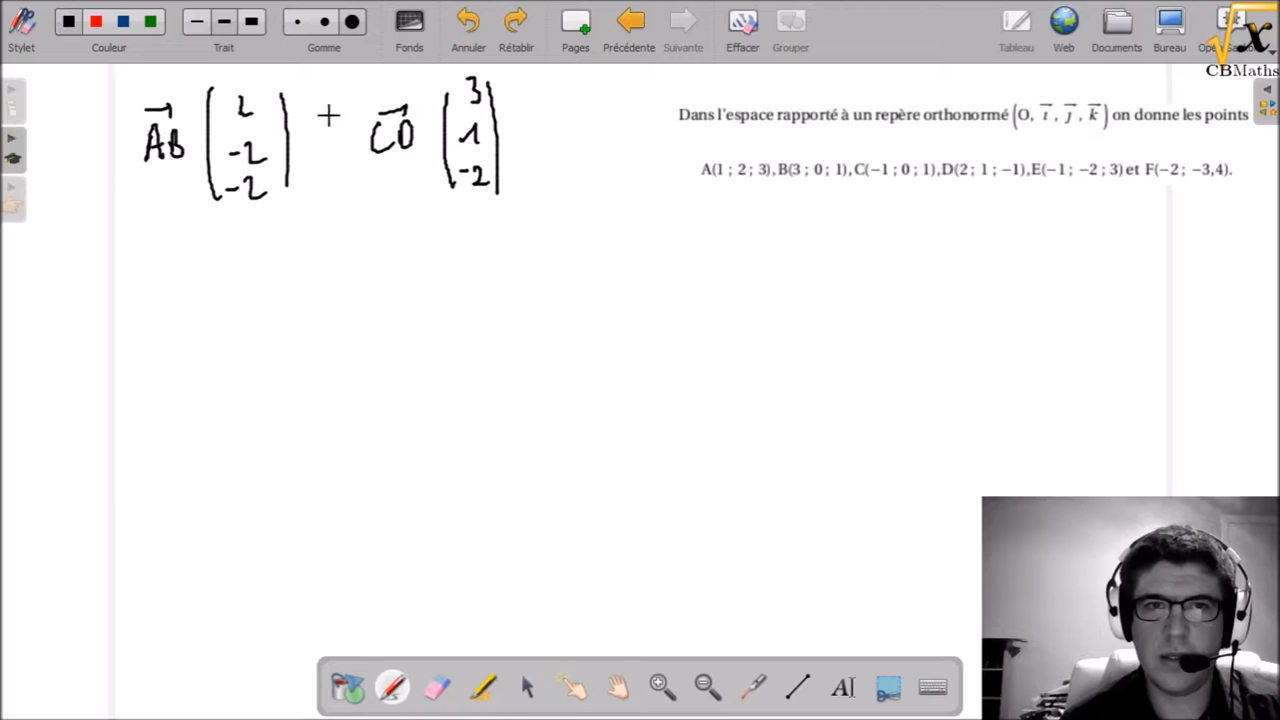 Stylet Couleur Trait Gomme Fonds Annuler Rétablir Pages Précédente Suivante Effacer Grouper Tableau Web Documents Bureau
CBMaths
AB ( 2 -2 -2 ) + CD ( 3 1 -2 )
Dans l'espace rapporté à un repère orthonormé (O, i⃗, j⃗, k⃗) on donne les points
A(1 ; 2 ; 3), B(3 ; 0 ; 1), C(−1 ; 0 ; 1), D(2 ; 1 ; −1), E(−1 ; −2 ; 3) et F(−2 ; −3,4).